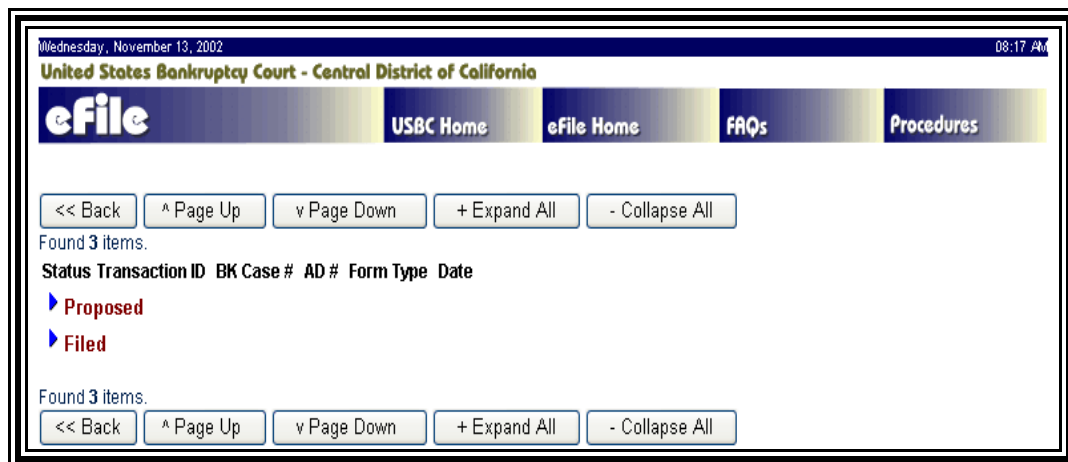 Wednesday, November 13, 2002 08:17 AM
United States Bankruptcy Court - Central District of California
eFile USBC Home eFile Home FAQs Procedures
<< Back ^ Page Up v Page Down + Expand All - Collapse All
Found 3 items.
Status Transaction ID BK Case # AD # Form Type Date
Proposed
Filed
Found 3 items.
<< Back ^ Page Up v Page Down + Expand All - Collapse All